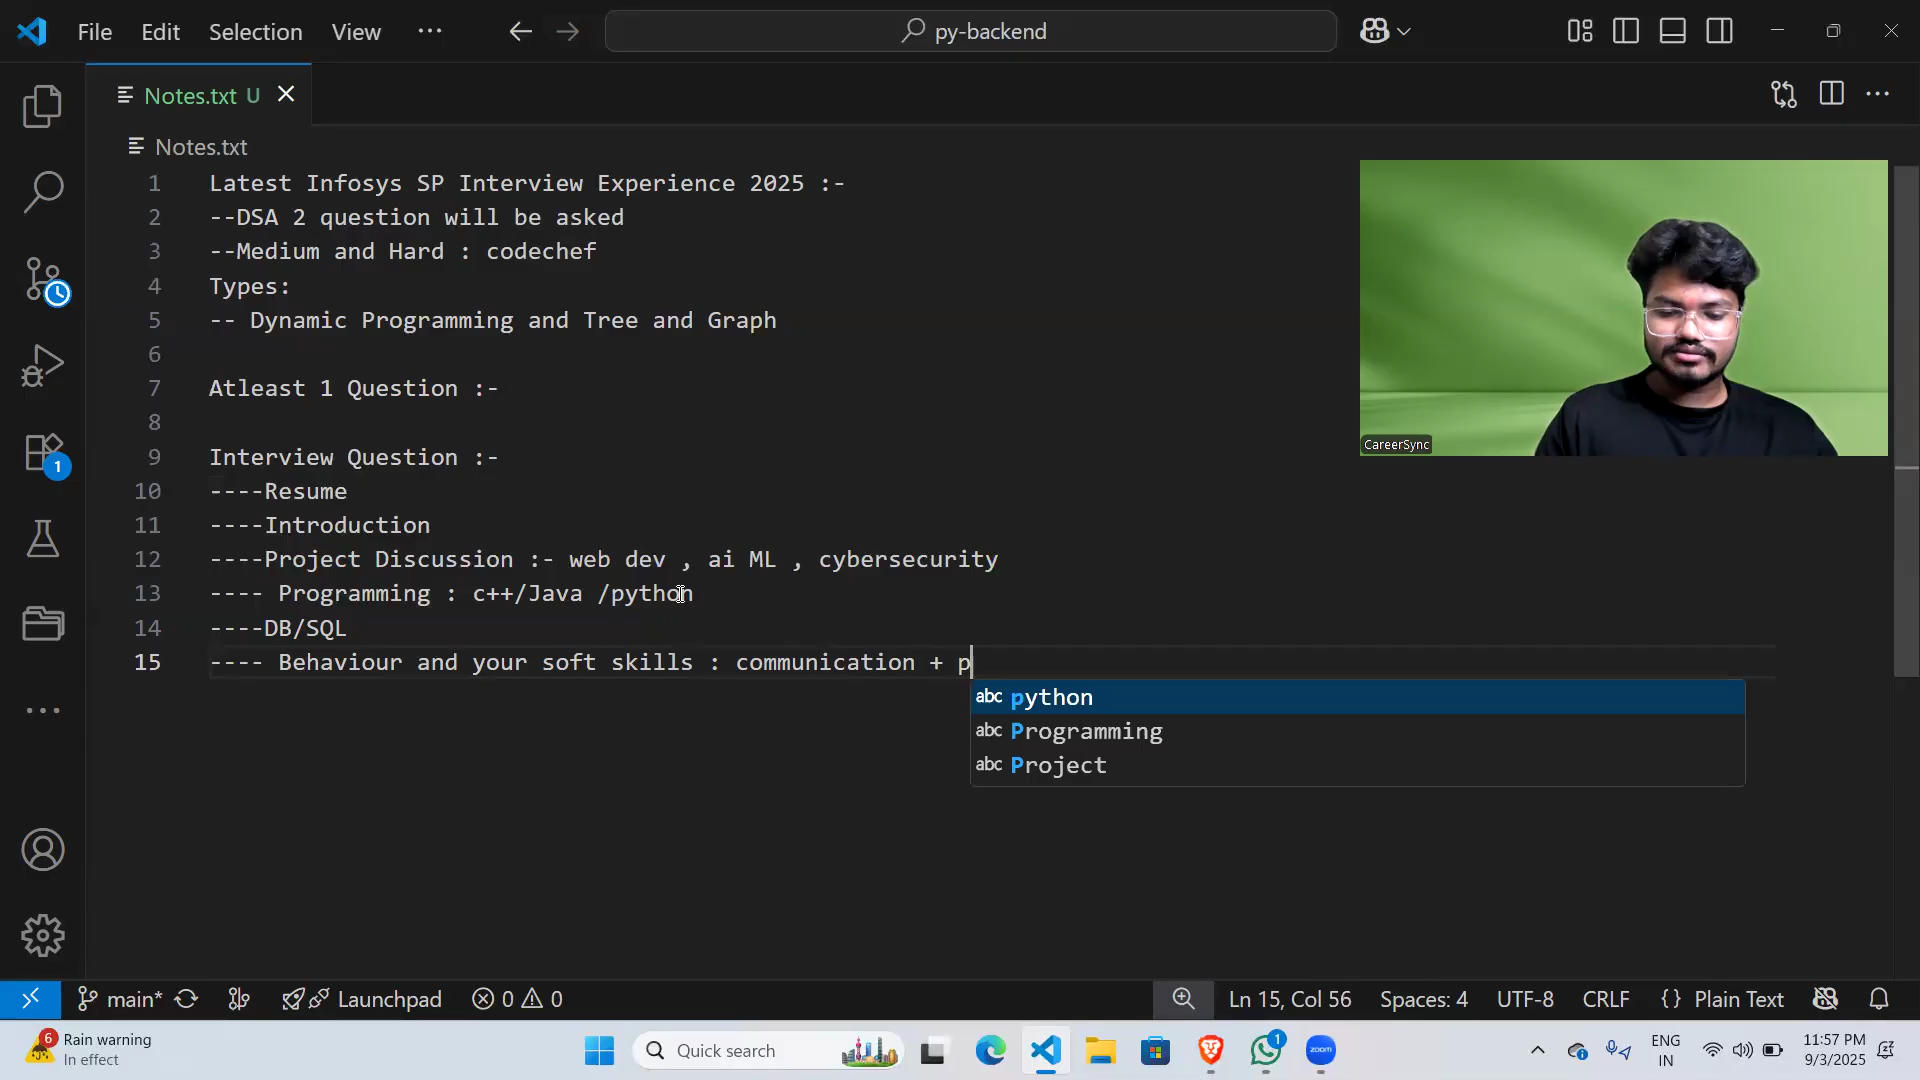 File Edit Selection View ... py-backend
Notes.txt U
Notes.txt
1 Latest Infosys SP Interview Experience 2025 :-
2 --DSA 2 question will be asked
3 --Medium and Hard : codechef
4 Types:
5 -- Dynamic Programming and Tree and Graph
6
7 Atleast 1 Question :-
8
9 Interview Question :-
10 ----Resume
11 ----Introduction
12 ----Project Discussion :- web dev , ai ML , cybersecurity
13 ---- Programming : c++/Java /python
14 ----DB/SQL
15 ---- Behaviour and your soft skills : communication + p
abc python
abc Programming
abc Project
CareerSync
1
main* Launchpad 0 0 Ln 15, Col 56 Spaces: 4 UTF-8 CRLF {} Plain Text
6 Rain warning
In effect
Quick search
1
zoom
ENG
IN
11:57 PM
9/3/2025